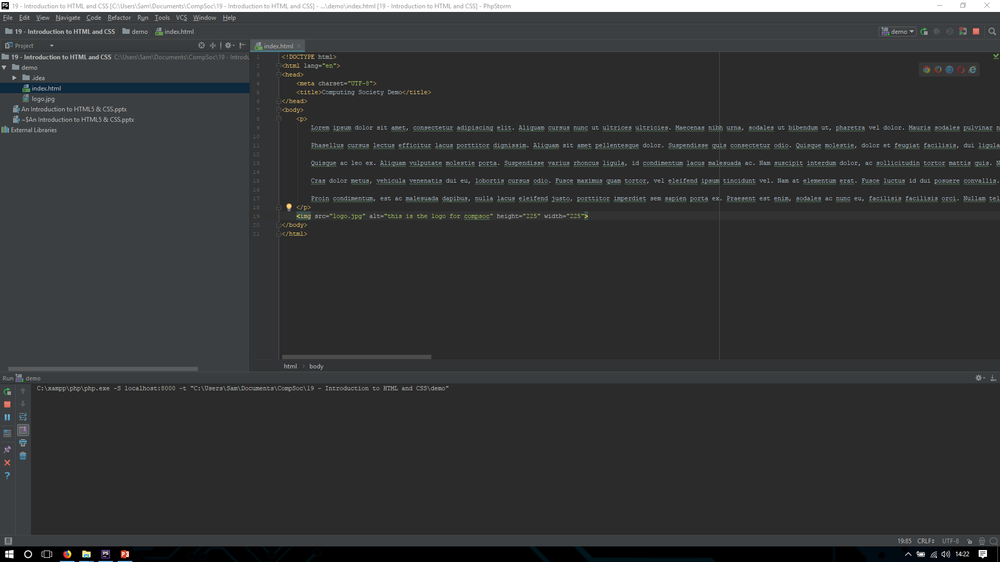 PS 19 - Introduction to HTML and CSS [C:\Users\Sam\Documents\CompSoc\19 - Introduction to HTML and CSS] - ...\demo\index.html [19 - Introduction to HTML and CSS] - PhpStorm
File Edit View Navigate Code Refactor Run Tools VCS Window Help
19 - Introduction to HTML and CSS demo index.html demo
Project
index.html
19 - Introduction to HTML and CSS C:\Users\Sam\Documents\CompSoc\19 - Introdu
demo
.idea
index.html
logo.jpg
An Introduction to HTML5 & CSS.pptx
~$An Introduction to HTML5 & CSS.pptx
External Libraries
1 <!DOCTYPE html>
2 <html lang="en">
3 <head>
4 <meta charset="UTF-8">
5 <title>Computing Society Demo</title>
6 </head>
7 <body>
8 <p>
9 Lorem ipsum dolor sit amet, consectetur adipiscing elit. Aliquam cursus nunc ut ultrices ultricies. Maecenas nibh urna, sodales ut bibendum ut, pharetra vel dolor. Mauris sodales pulvinar n
10
11 Phasellus cursus lectus efficitur lacus porttitor dignissim. Aliquam sit amet pellentesque dolor. Suspendisse quis consectetur odio. Quisque molestie, dolor et feugiat facilisis, dui ligula
12
13 Quisque ac leo ex. Aliquam vulputate molestie porta. Suspendisse varius rhoncus ligula, id condimentum lacus malesuada ac. Nam suscipit interdum dolor, ac sollicitudin tortor mattis quis. N
14
15 Cras dolor metus, vehicula venenatis dui eu, lobortis cursus odio. Fusce maximus quam tortor, vel eleifend ipsum tincidunt vel. Nam at elementum erat. Fusce luctus id dui posuere convallis.
16
17 Proin condimentum, est ac malesuada dapibus, nulla lacus eleifend justo, porttitor imperdiet sem sapien porta ex. Praesent est enim, sodales ac nunc eu, facilisis facilisis orci. Nullam tel
18 </p>
19 <img src="logo.jpg" alt="this is the logo for compsoc" height="225" width="225">
20 </body>
21 </html>
html body
Run demo
C:\xampp\php\php.exe -S localhost:8000 -t "C:\Users\Sam\Documents\CompSoc\19 - Introduction to HTML and CSS\demo"
19:85 CRLF UTF-8
14:22